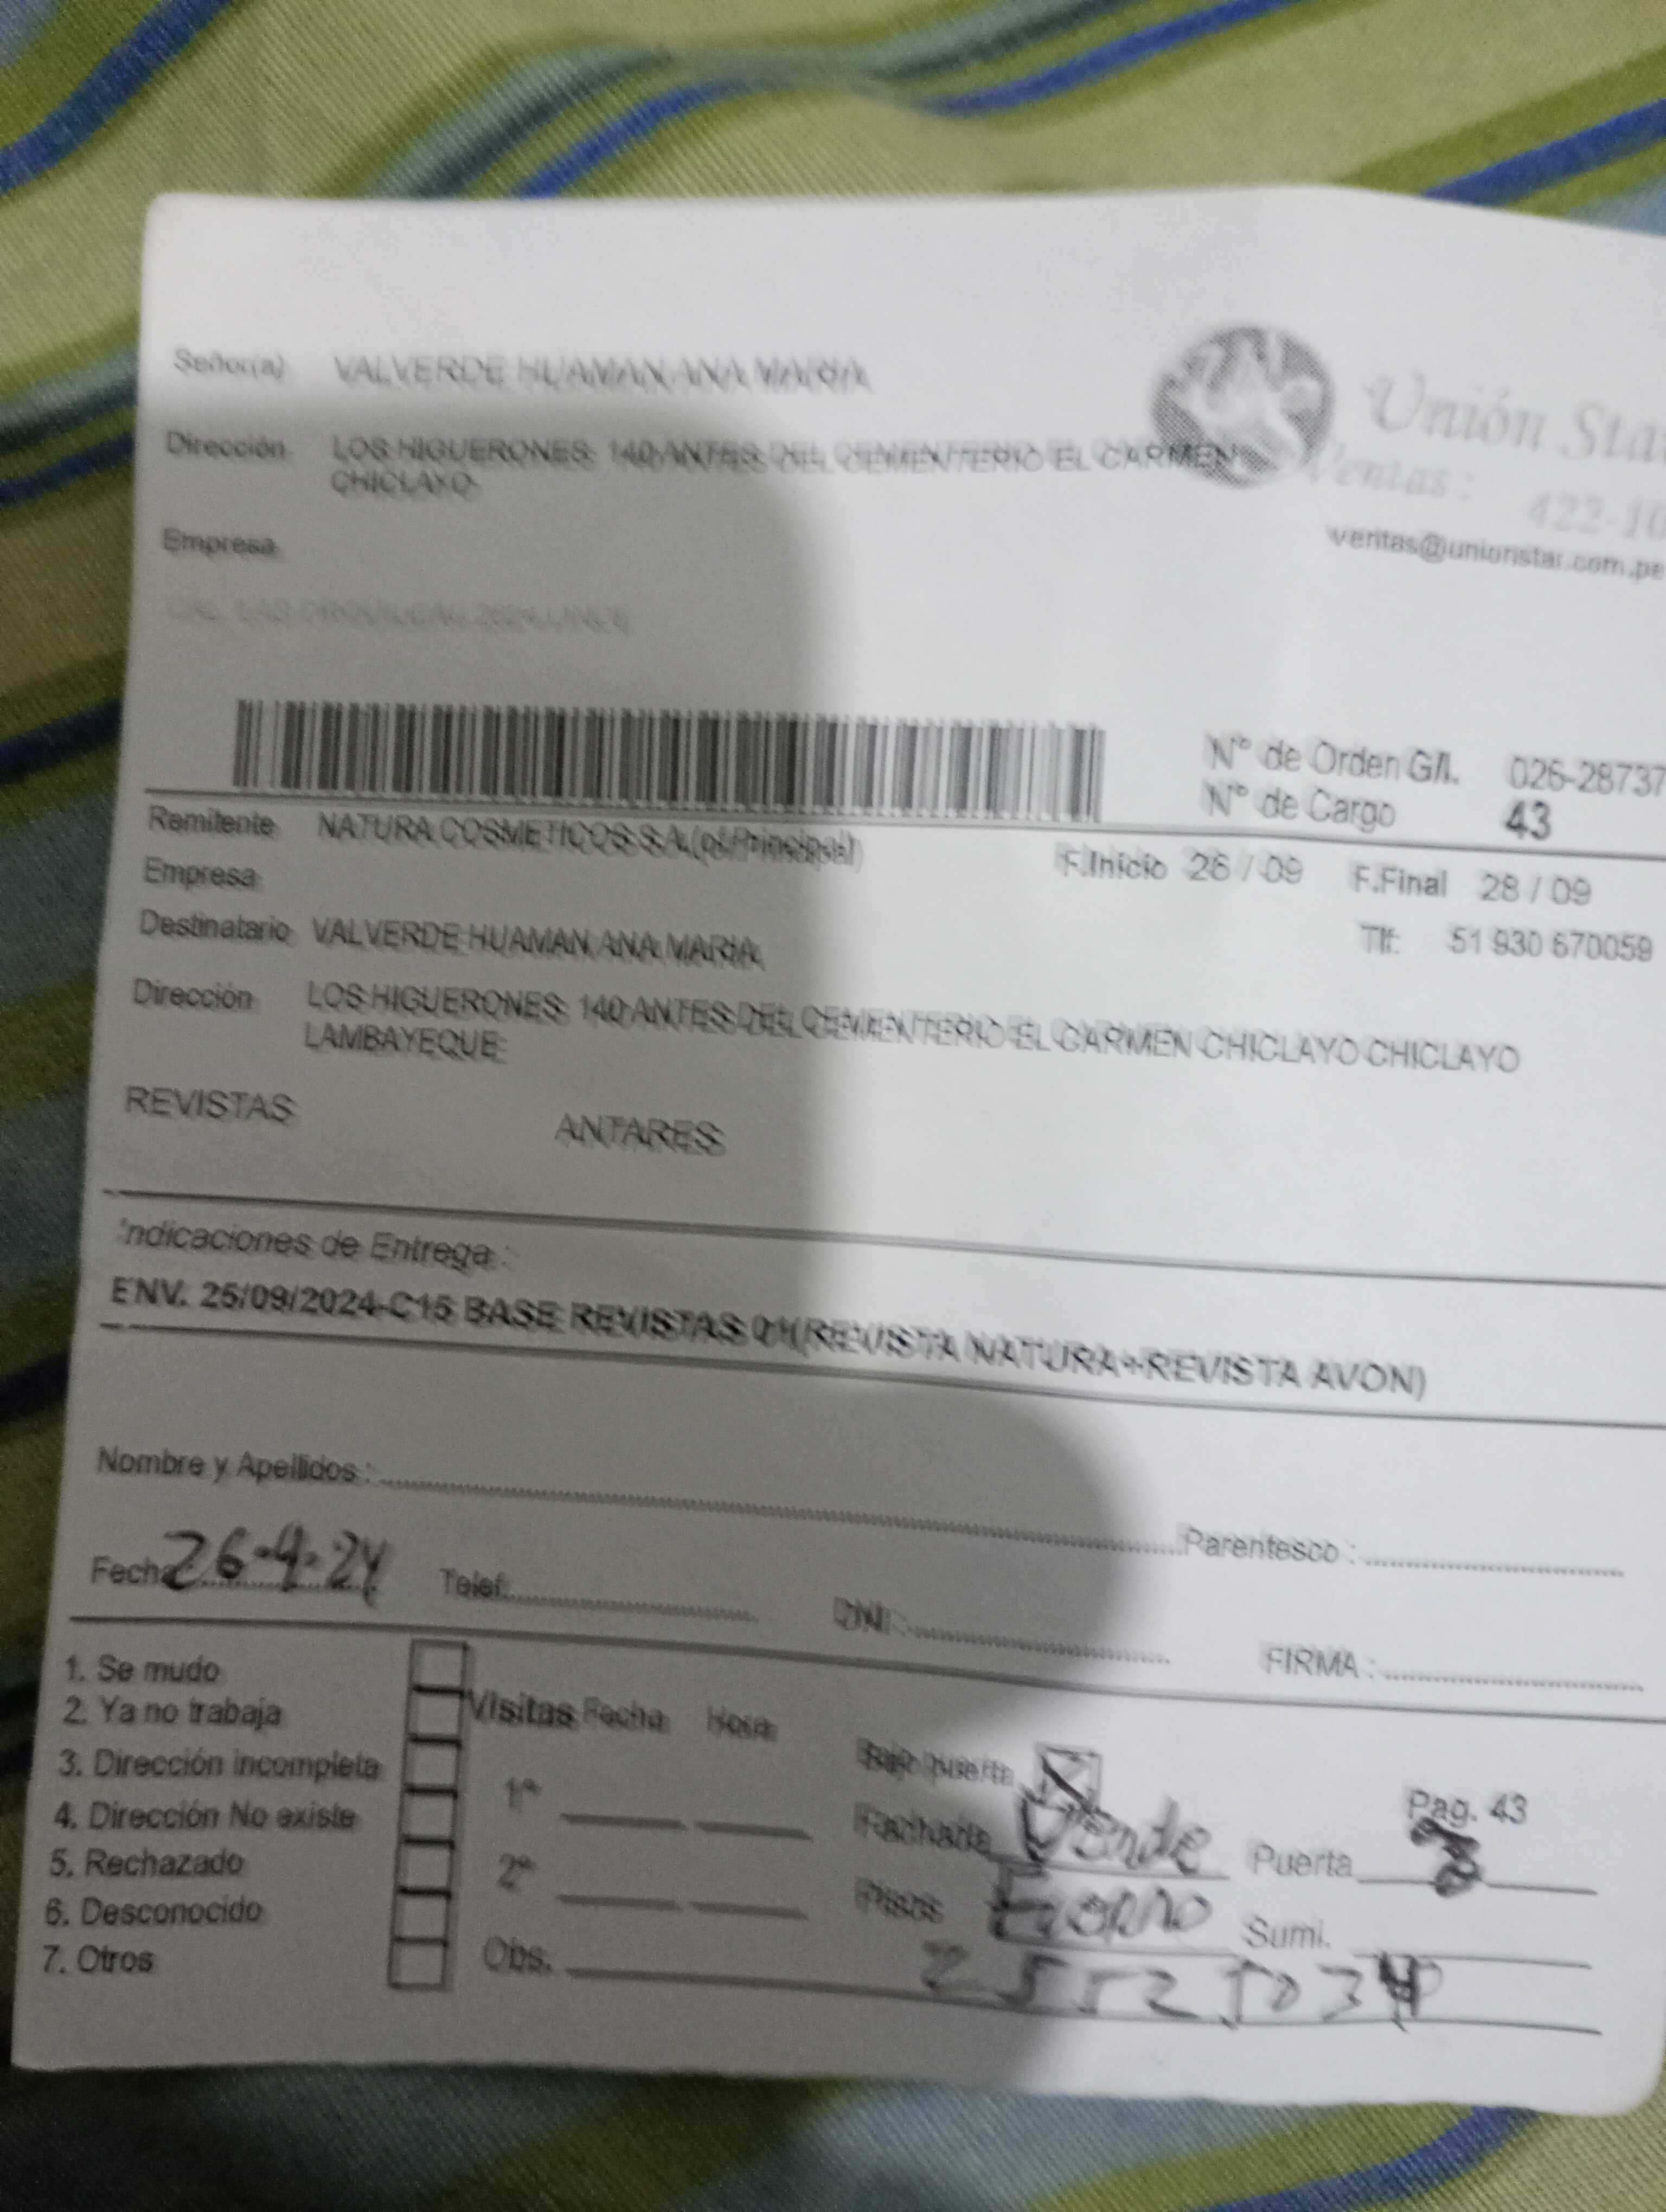 Señor(a) VALVERDE HUAMAN ANA MARIA
Unión Sta
Dirección LOS HIGUERONES 140 ANTES DEL CEMENTERIO EL CARMEN
CHICLAYO
Ventas: 422-10
ventas@unionstar.com.pe
Empresa
N° de Orden G/I. 026-28737
N° de Cargo 43
Remitente NATURA COSMETICOS S.A.(of.Principal)
F.Inicio 26 / 09 F.Final 28 / 09
Empresa
Destinatario VALVERDE HUAMAN ANA MARIA
Tlf: 51 930 670059
Dirección LOS HIGUERONES 140 ANTES DEL CEMENTERIO EL CARMEN CHICLAYO CHICLAYO
LAMBAYEQUE
REVISTAS ANTARES
Indicaciones de Entrega :
ENV. 25/09/2024-C15 BASE REVISTAS 01(REVISTA NATURA+REVISTA AVON)
Nombre y Apellidos : Parentesco :
Fecha 26-9-24 Telef: DNI : FIRMA :
1. Se mudo
2. Ya no trabaja
3. Dirección incompleta
4. Dirección No existe
5. Rechazado
6. Desconocido
7. Otros
Visitas Fecha Hora
1ª
2ª
Obs.
Bajo puerta
Pag. 43
Fachada Verde Puerta
Pisos Sumi.